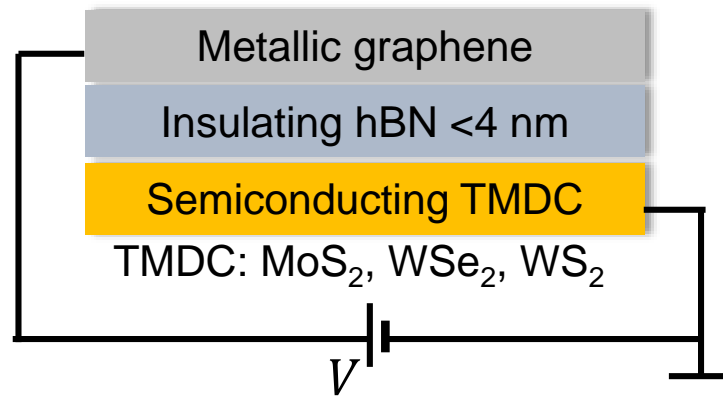 Metallic graphene
Insulating hBN <4 nm
Semiconducting TMDC
TMDC: MoS₂, WSe₂, WS₂
V